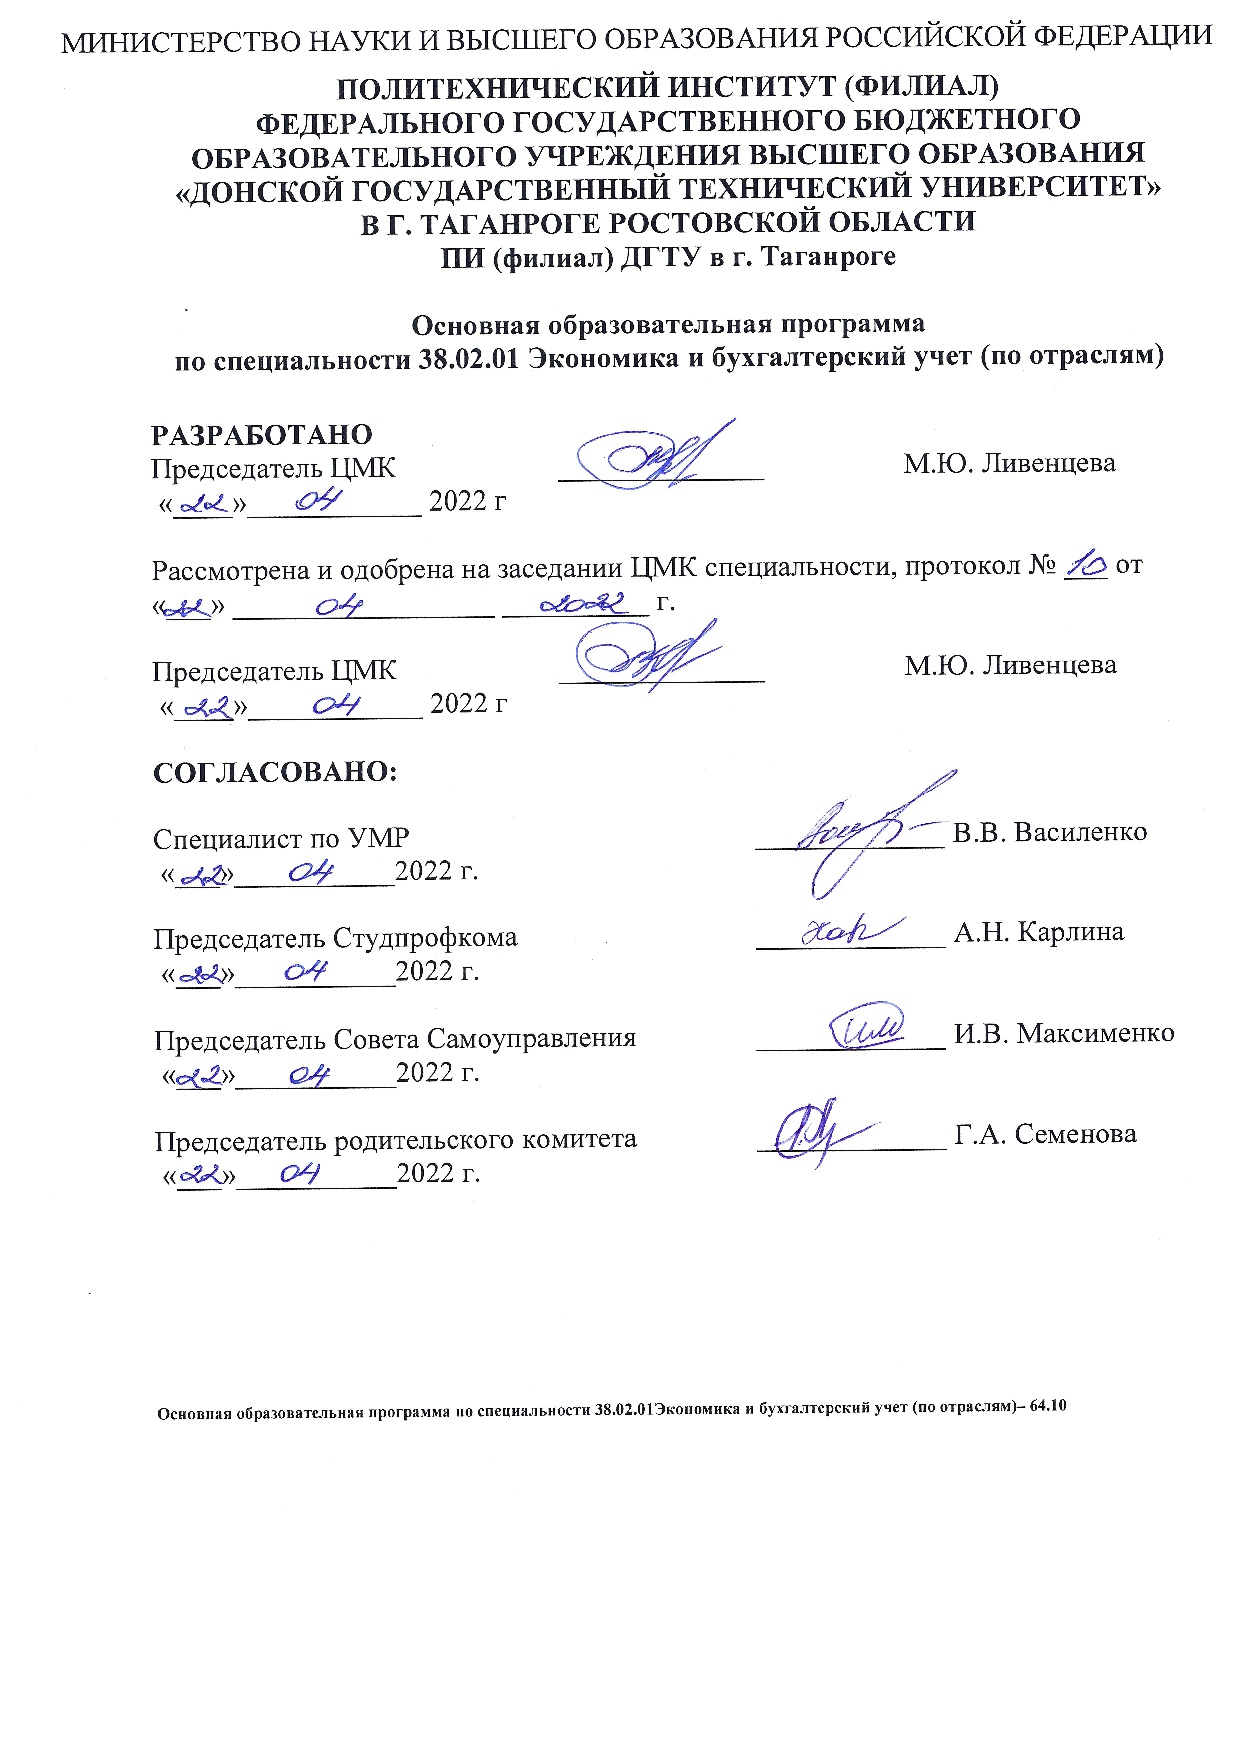 МИНИСТЕРСТВО НАУКИ И ВЫСШЕГО ОБРАЗОВАНИЯ РОССИЙСКОЙ ФЕДЕРАЦИИ
ПОЛИТЕХНИЧЕСКИЙ ИНСТИТУТ (ФИЛИАЛ)
ФЕДЕРАЛЬНОГО ГОСУДАРСТВЕННОГО БЮДЖЕТНОГО
ОБРАЗОВАТЕЛЬНОГО УЧРЕЖДЕНИЯ ВЫСШЕГО ОБРАЗОВАНИЯ
«ДОНСКОЙ ГОСУДАРСТВЕННЫЙ ТЕХНИЧЕСКИЙ УНИВЕРСИТЕТ»
В Г. ТАГАНРОГЕ РОСТОВСКОЙ ОБЛАСТИ
ПИ (филиал) ДГТУ в г. Таганроге
Основная образовательная программа
по специальности 38.02.01 Экономика и бухгалтерский учет (по отраслям)
РАЗРАБОТАНО
Председатель ЦМК М.Ю. Ливенцева
«22» 04 2022 г
Рассмотрена и одобрена на заседании ЦМК специальности, протокол № 10 от
«22» 04 2022 г.
Председатель ЦМК М.Ю. Ливенцева
«22» 04 2022 г
СОГЛАСОВАНО:
Специалист по УМР В.В. Василенко
«22» 04 2022 г.
Председатель Студпрофкома А.Н. Карлина
«22» 04 2022 г.
Председатель Совета Самоуправления И.В. Максименко
«22» 04 2022 г.
Председатель родительского комитета Г.А. Семенова
«22» 04 2022 г.
Основная образовательная программа по специальности 38.02.01Экономика и бухгалтерский учет (по отраслям)– 64.10